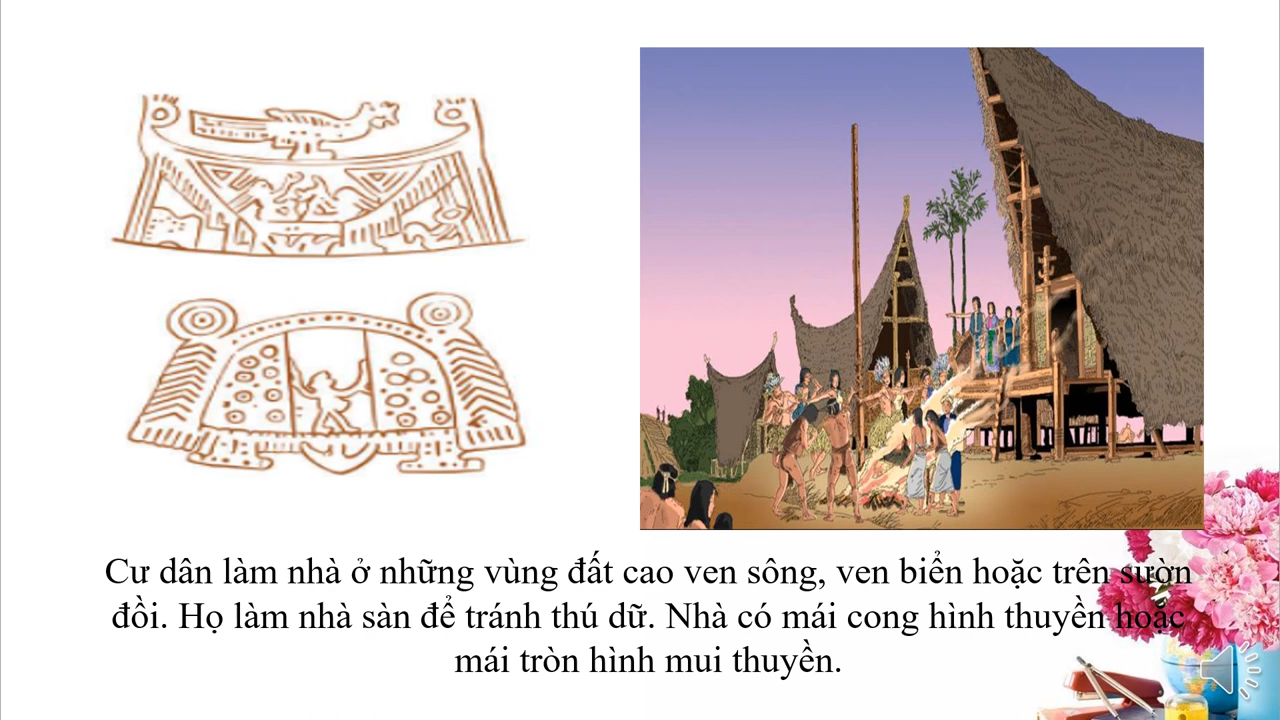 Cư dân làm nhà ở những vùng đất cao ven sông, ven biển hoặc trên sườn
đồi. Họ làm nhà sàn để tránh thú dữ. Nhà có mái cong hình thuyền hoặc
mái tròn hình mui thuyền.